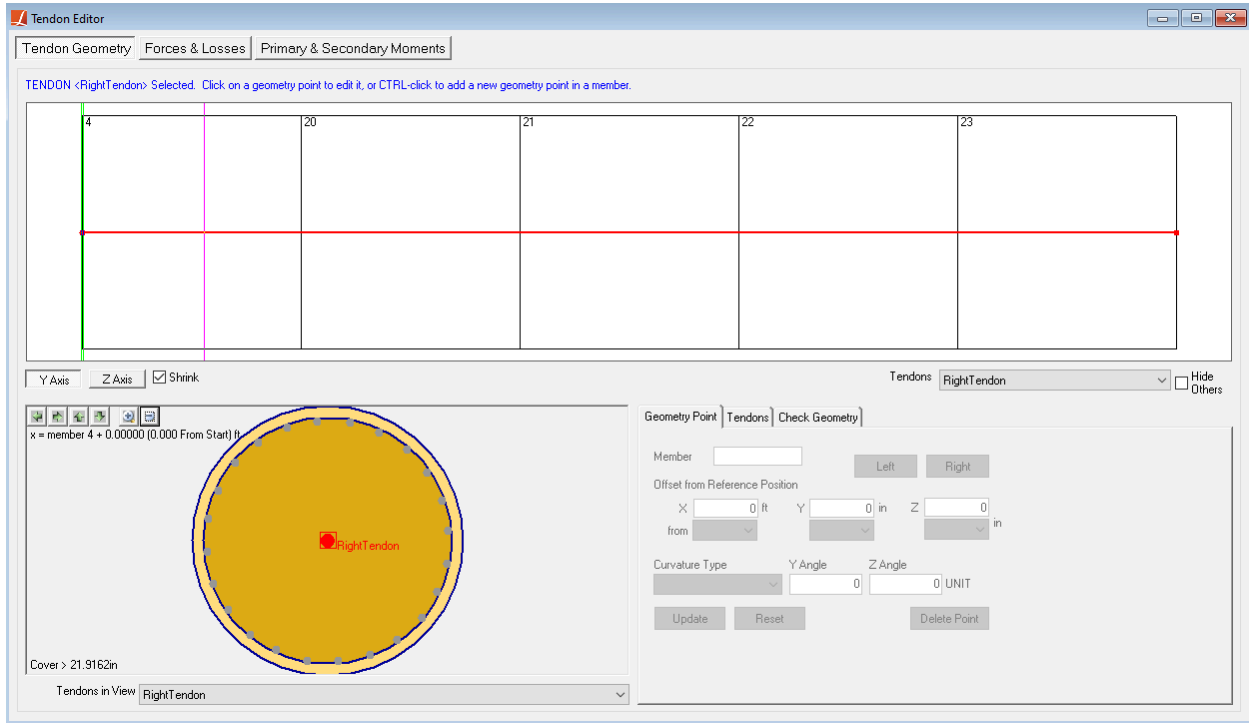 Tendon Editor
Tendon Geometry Forces & Losses Primary & Secondary Moments
TENDON <RightTendon> Selected. Click on a geometry point to edit it, or CTRL-click to add a new geometry point in a member.
4 20 21 22 23
Y Axis Z Axis Shrink Tendons RightTendon Hide Others
x = member 4 + 0.00000 (0.000 From Start) ft
RightTendon
Cover > 21.9162in
Tendons in View RightTendon
Geometry Point Tendons Check Geometry
Member Left Right
Offset from Reference Position
X 0 ft Y 0 in Z 0 in
from
Curvature Type Y Angle Z Angle
0 0 UNIT
Update Reset Delete Point